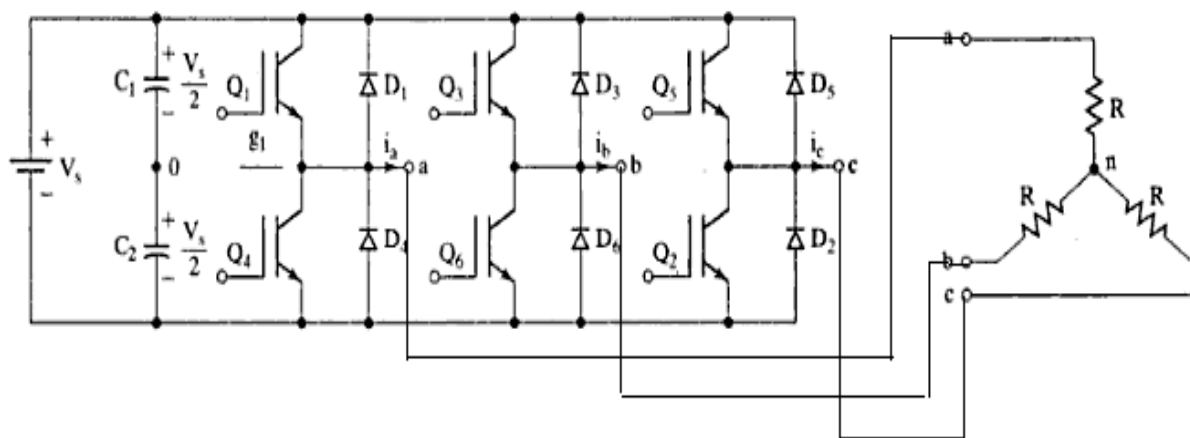 +
V_s
−
C_1
+
V_s/2
−
0
C_2
+
V_s/2
−
Q_1
g_1
Q_4
D_1
i_a
a
Q_3
Q_6
D_3
i_b
b
D_6
Q_5
Q_2
D_5
i_c
c
D_2
a
R
n
R
R
b
c